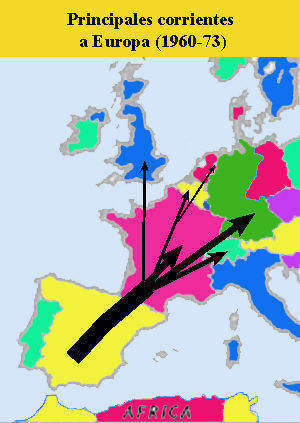 Principales corrientes
a Europa (1960-73)
AFRICA